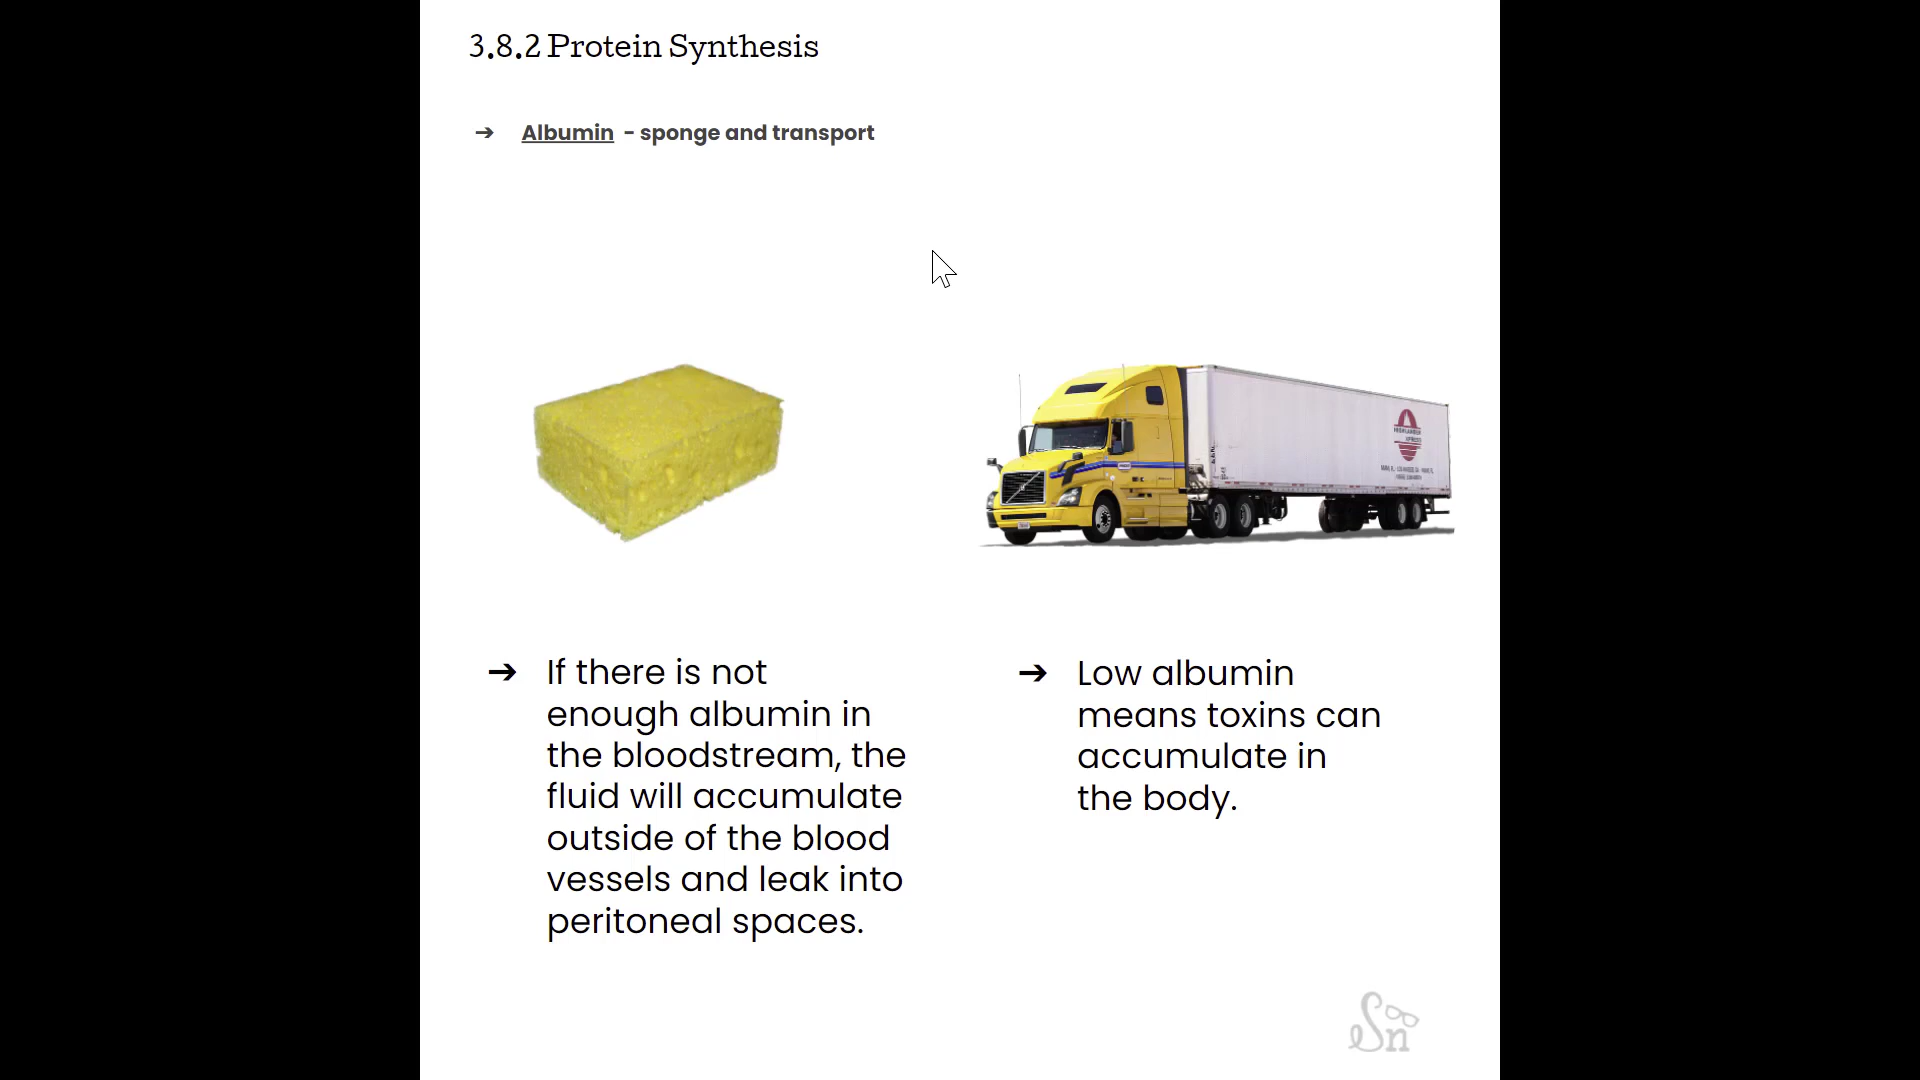 3.8.2 Protein Synthesis
➔ Albumin - sponge and transport
➔ If there is not
enough albumin in
the bloodstream, the
fluid will accumulate
outside of the blood
vessels and leak into
peritoneal spaces.
➔ Low albumin
means toxins can
accumulate in
the body.
eSn